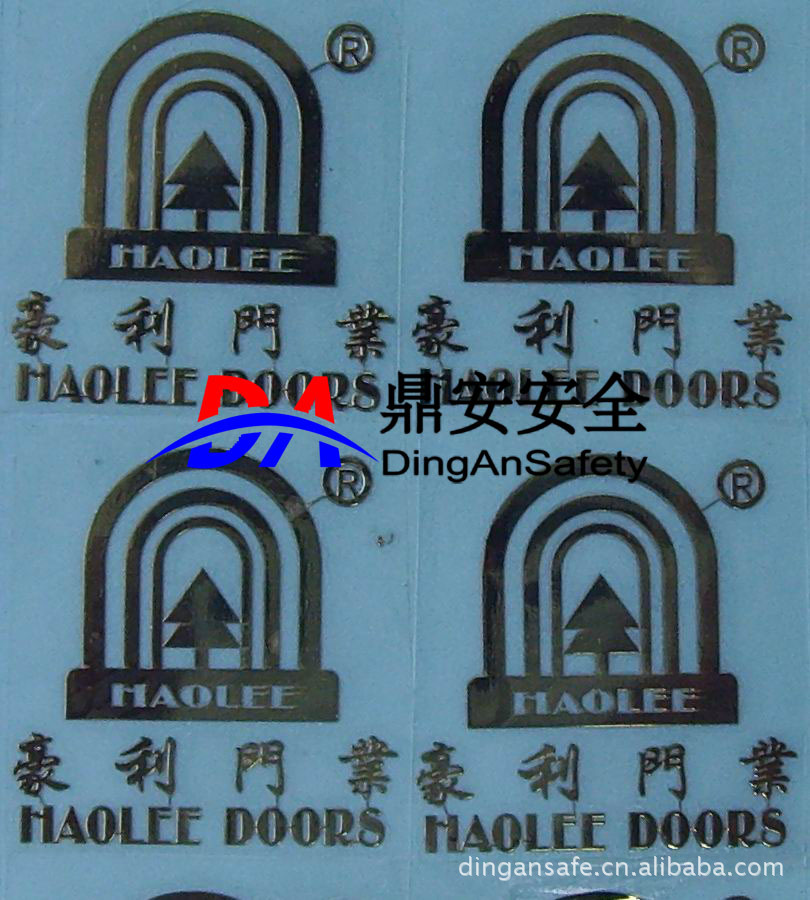 ®
HAOLEE
豪利門業
HAOLEE DOORS
®
HAOLEE
豪利門業
HAOLEE DOORS
DA 鼎安安全
DingAnSafety
®
HAOLEE
豪利門業
HAOLEE DOORS
®
HAOLEE
豪利門業
HAOLEE DOORS
dingansafe.cn.alibaba.com